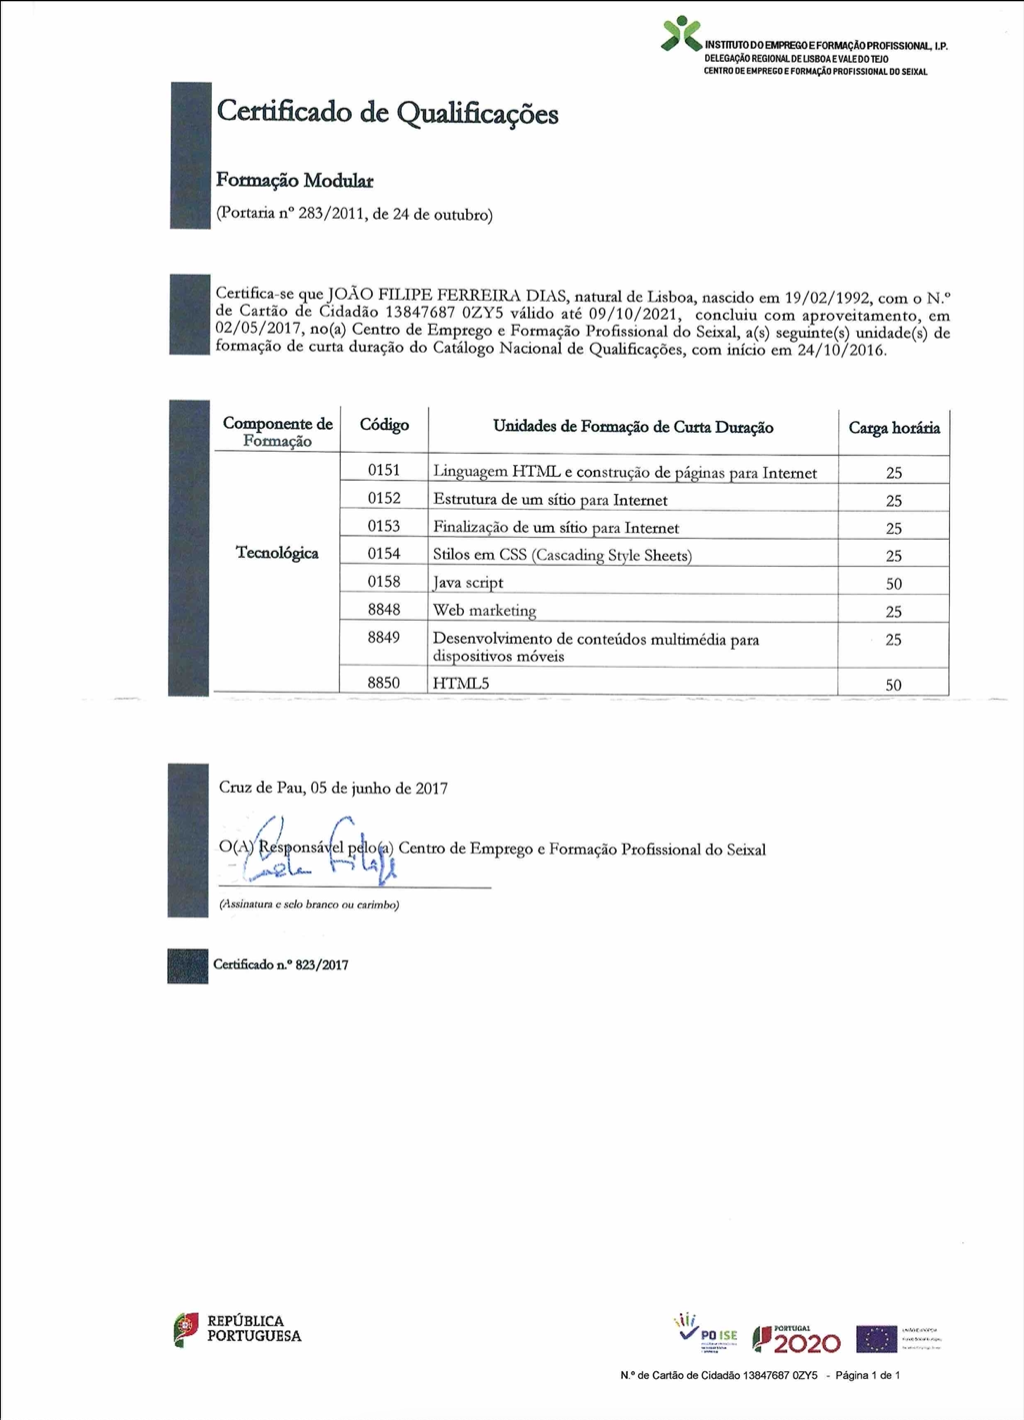 INSTITUTO DO EMPREGO E FORMAÇÃO PROFISSIONAL, I.P.
DELEGAÇÃO REGIONAL DE LISBOA E VALE DO TEJO
CENTRO DE EMPREGO E FORMAÇÃO PROFISSIONAL DO SEIXAL
Certificado de Qualificações
Formação Modular
(Portaria nº 283/2011, de 24 de outubro)
Certifica-se que JOÃO FILIPE FERREIRA DIAS, natural de Lisboa, nascido em 19/02/1992, com o N.º
de Cartão de Cidadão 13847687 0ZY5 válido até 09/10/2021, concluiu com aproveitamento, em
02/05/2017, no(a) Centro de Emprego e Formação Profissional do Seixal, a(s) seguinte(s) unidade(s) de
formação de curta duração do Catálogo Nacional de Qualificações, com início em 24/10/2016.
Componente de Formação Código Unidades de Formação de Curta Duração Carga horária
Tecnológica
0151 Linguagem HTML e construção de páginas para Internet 25
0152 Estrutura de um sítio para Internet 25
0153 Finalização de um sítio para Internet 25
0154 Stilos em CSS (Cascading Style Sheets) 25
0158 Java script 50
8848 Web marketing 25
8849 Desenvolvimento de conteúdos multimédia para 25
dispositivos móveis
8850 HTML5 50
Cruz de Pau, 05 de junho de 2017
O(A) Responsável pelo(a) Centro de Emprego e Formação Profissional do Seixal
(Assinatura e selo branco ou carimbo)
Certificado n.º 823/2017
REPÚBLICA
PORTUGUESA
PO ISE
PORTUGAL
2020
N.º de Cartão de Cidadão 13847687 0ZY5 - Página 1 de 1